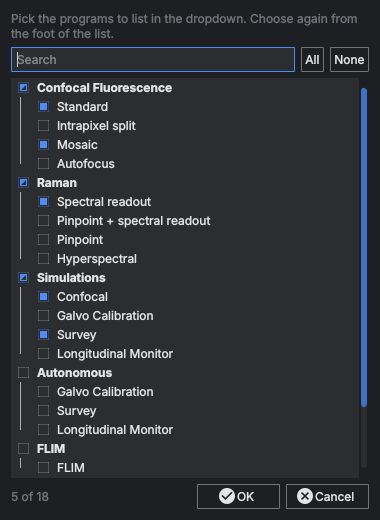 Pick the programs to list in the dropdown. Choose again from
the foot of the list.
Search
All
None
Confocal Fluorescence
Standard
Intrapixel split
Mosaic
Autofocus
Raman
Spectral readout
Pinpoint + spectral readout
Pinpoint
Hyperspectral
Simulations
Confocal
Galvo Calibration
Survey
Longitudinal Monitor
Autonomous
Galvo Calibration
Survey
Longitudinal Monitor
FLIM
FLIM
5 of 18
OK
Cancel